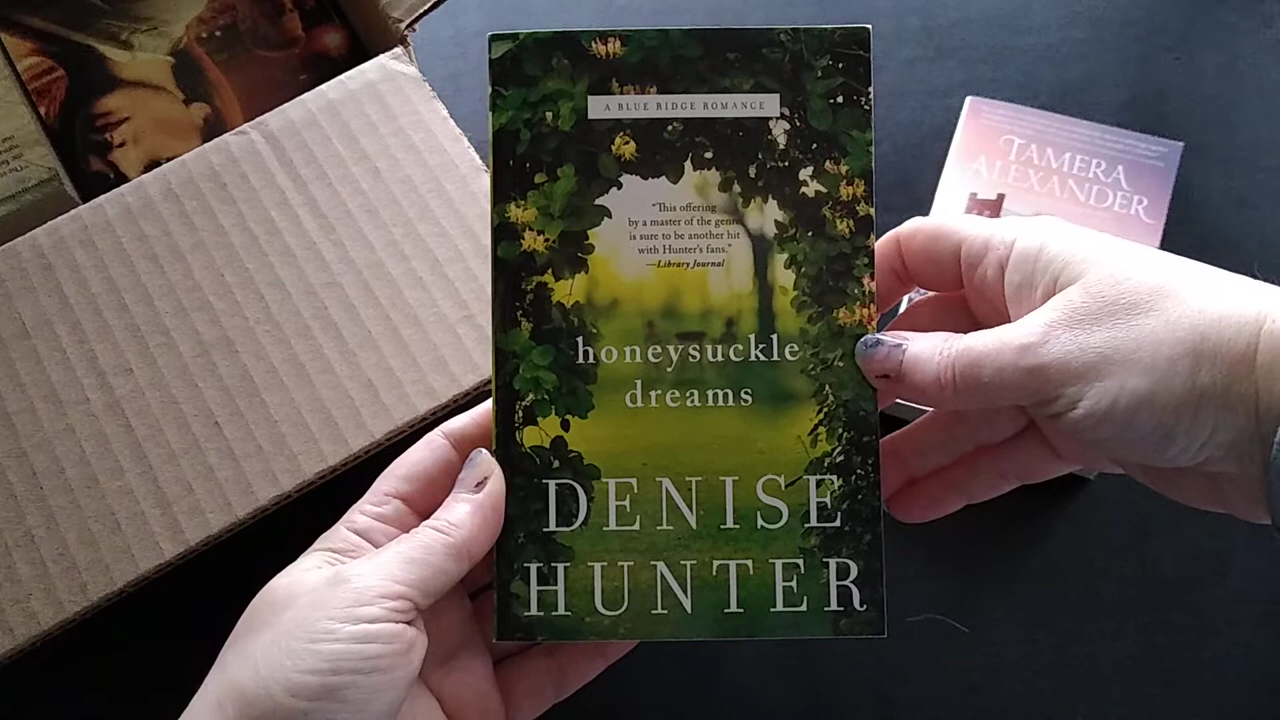 A BLUE RIDGE ROMANCE
“This offering
by a master of the genre
is sure to be another hit
with Hunter's fans.”
—Library Journal
honeysuckle
dreams
DENISE
HUNTER
TAMERA
ALEXANDER